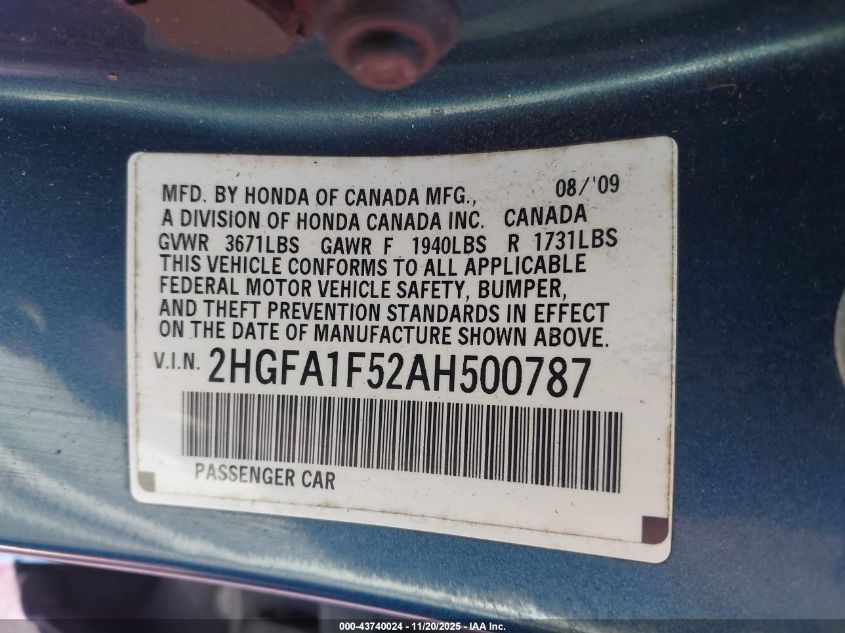 MFD. BY HONDA OF CANADA MFG., 08/'09
A DIVISION OF HONDA CANADA INC. CANADA
GVWR 3671LBS GAWR F 1940LBS R 1731LBS
THIS VEHICLE CONFORMS TO ALL APPLICABLE
FEDERAL MOTOR VEHICLE SAFETY, BUMPER,
AND THEFT PREVENTION STANDARDS IN EFFECT
ON THE DATE OF MANUFACTURE SHOWN ABOVE.
V.I.N. 2HGFA1F52AH500787
PASSENGER CAR
000-43740024 - 11/20/2025 - IAA Inc.